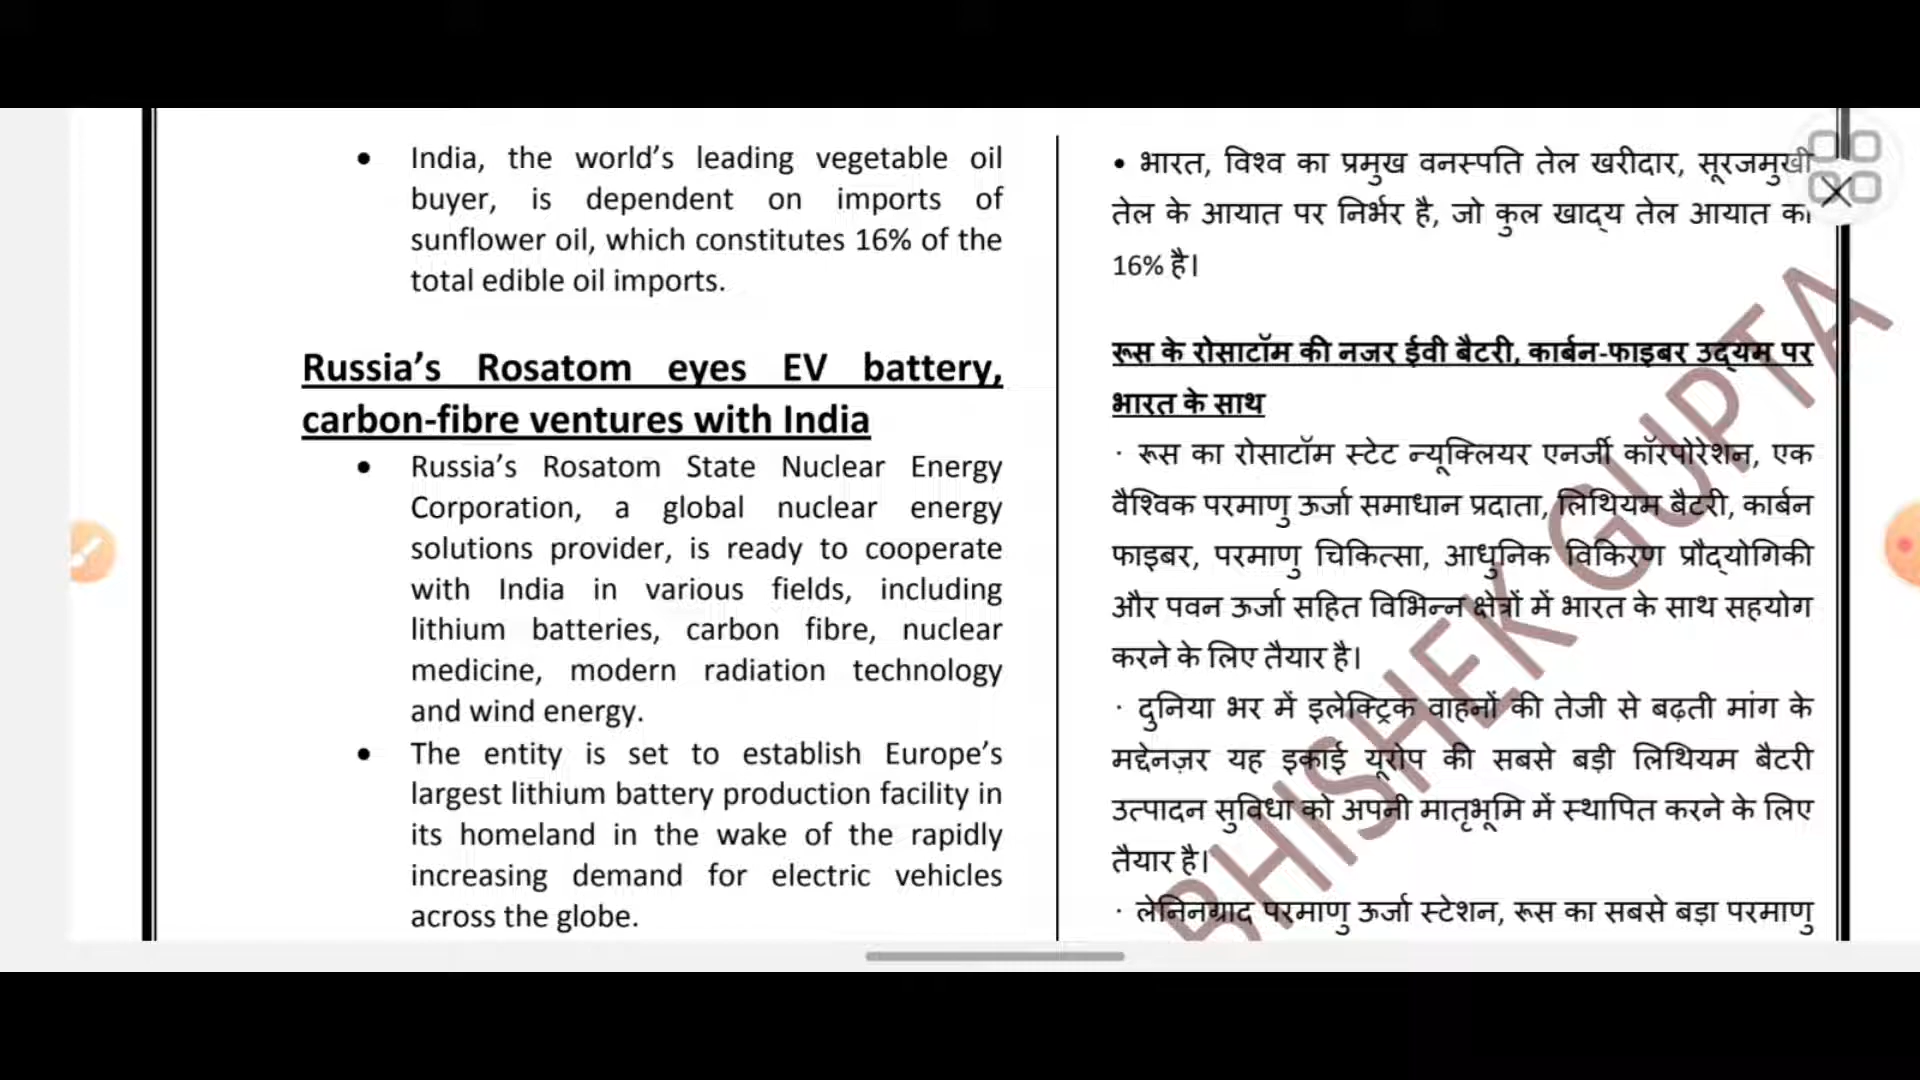 • India, the world’s leading vegetable oil
buyer, is dependent on imports of
sunflower oil, which constitutes 16% of the
total edible oil imports.
Russia’s Rosatom eyes EV battery,
carbon-fibre ventures with India
• Russia’s Rosatom State Nuclear Energy
Corporation, a global nuclear energy
solutions provider, is ready to cooperate
with India in various fields, including
lithium batteries, carbon fibre, nuclear
medicine, modern radiation technology
and wind energy.
• The entity is set to establish Europe’s
largest lithium battery production facility in
its homeland in the wake of the rapidly
increasing demand for electric vehicles
across the globe.
• भारत, विश्व का प्रमुख वनस्पति तेल खरीदार, सूरजमुखी
तेल के आयात पर निर्भर है, जो कुल खाद्य तेल आयात का
16% है।
रूस के रोसाटॉम की नजर ईवी बैटरी, कार्बन-फाइबर उद्यम पर
भारत के साथ
· रूस का रोसाटॉम स्टेट न्यूक्लियर एनर्जी कॉरपोरेशन, एक
वैश्विक परमाणु ऊर्जा समाधान प्रदाता, लिथियम बैटरी, कार्बन
फाइबर, परमाणु चिकित्सा, आधुनिक विकिरण प्रौद्योगिकी
और पवन ऊर्जा सहित विभिन्न क्षेत्रों में भारत के साथ सहयोग
करने के लिए तैयार है।
· दुनिया भर में इलेक्ट्रिक वाहनों की तेजी से बढ़ती मांग के
मद्देनज़र यह इकाई यूरोप की सबसे बड़ी लिथियम बैटरी
उत्पादन सुविधा को अपनी मातृभूमि में स्थापित करने के लिए
तैयार है।
· लेनिनग्राद परमाणु ऊर्जा स्टेशन, रूस का सबसे बड़ा परमाणु
BHISHEK GUPTA